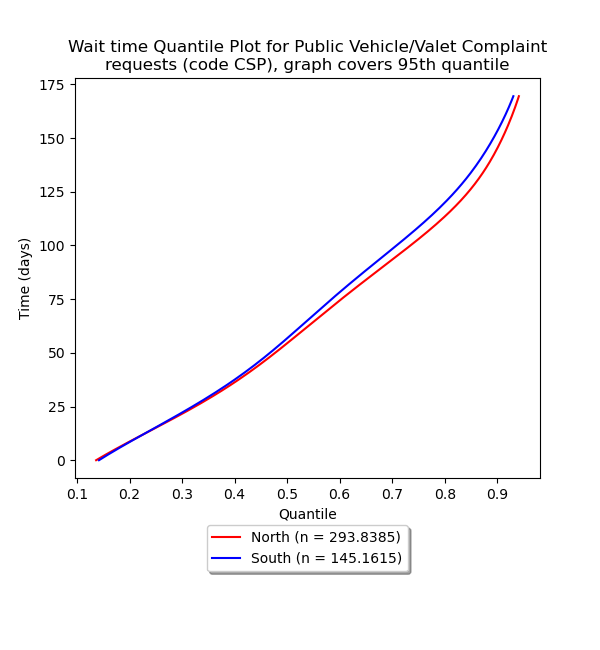 Wait time Quantile Plot for Public Vehicle/Valet Complaint
requests (code CSP), graph covers 95th quantile
175
150
125
100
75
50
25
0
Time (days)
0.1 0.2 0.3 0.4 0.5 0.6 0.7 0.8 0.9
Quantile
North (n = 293.8385)
South (n = 145.1615)